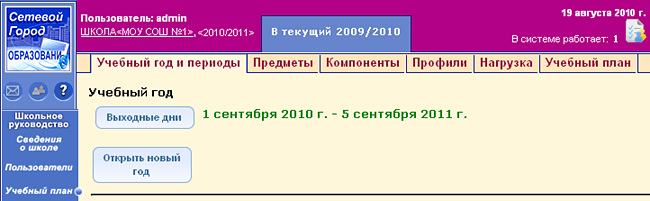 Сетевой
Город
ОБРАЗОВАНИ
Пользователь: admin
ШКОЛА<МОУ СОШ №1>, <2010/2011>
В текущий 2009/2010
19 августа 2010 г.
В системе работает: 1
Учебный год и периоды Предметы Компоненты Профили Нагрузка Учебный план
?
Школьное
руководство
Сведения
о школе
Пользователи
Учебный план
Учебный год
Выходные дни
1 сентября 2010 г. - 5 сентября 2011 г.
Открыть новый
год